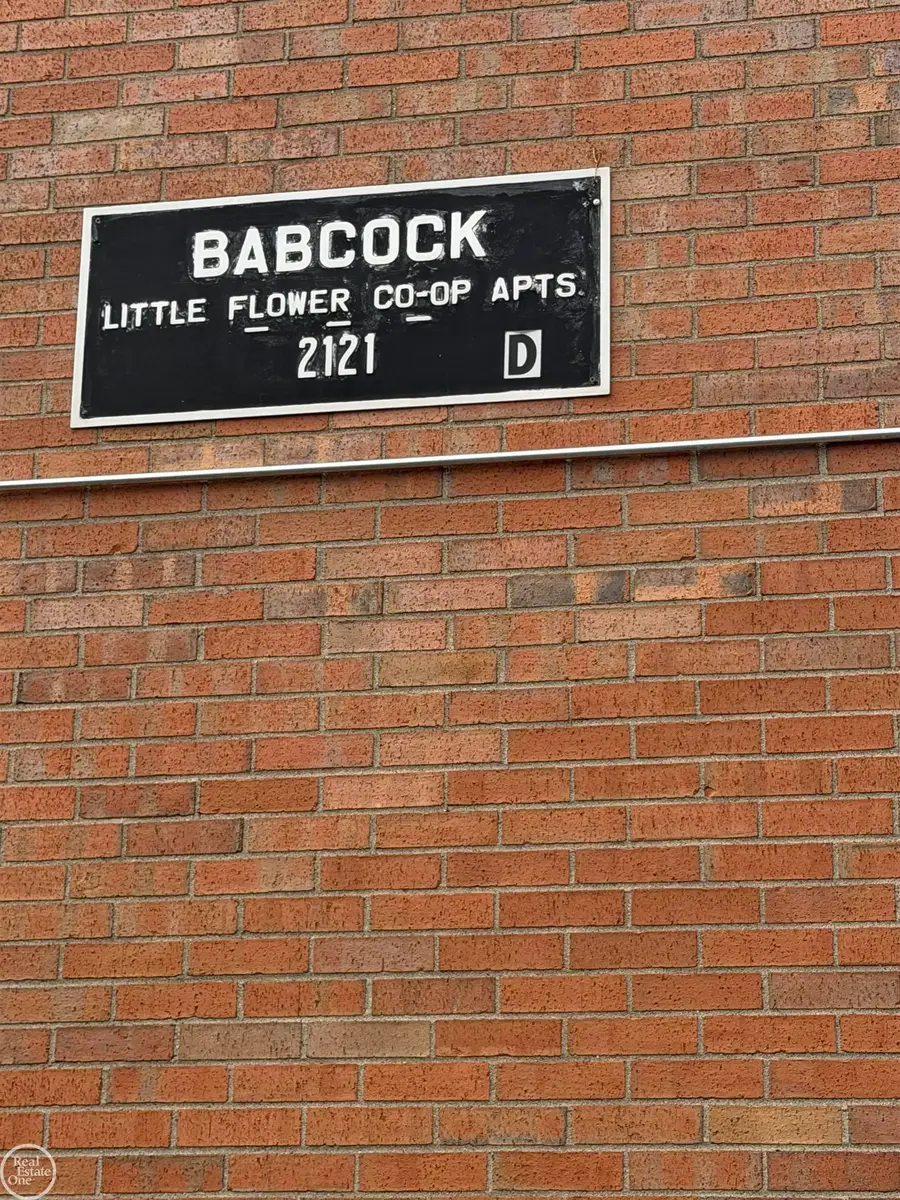 BABCOCK
LITTLE FLOWER CO-OP APTS.
2121 D
Real
Estate
One